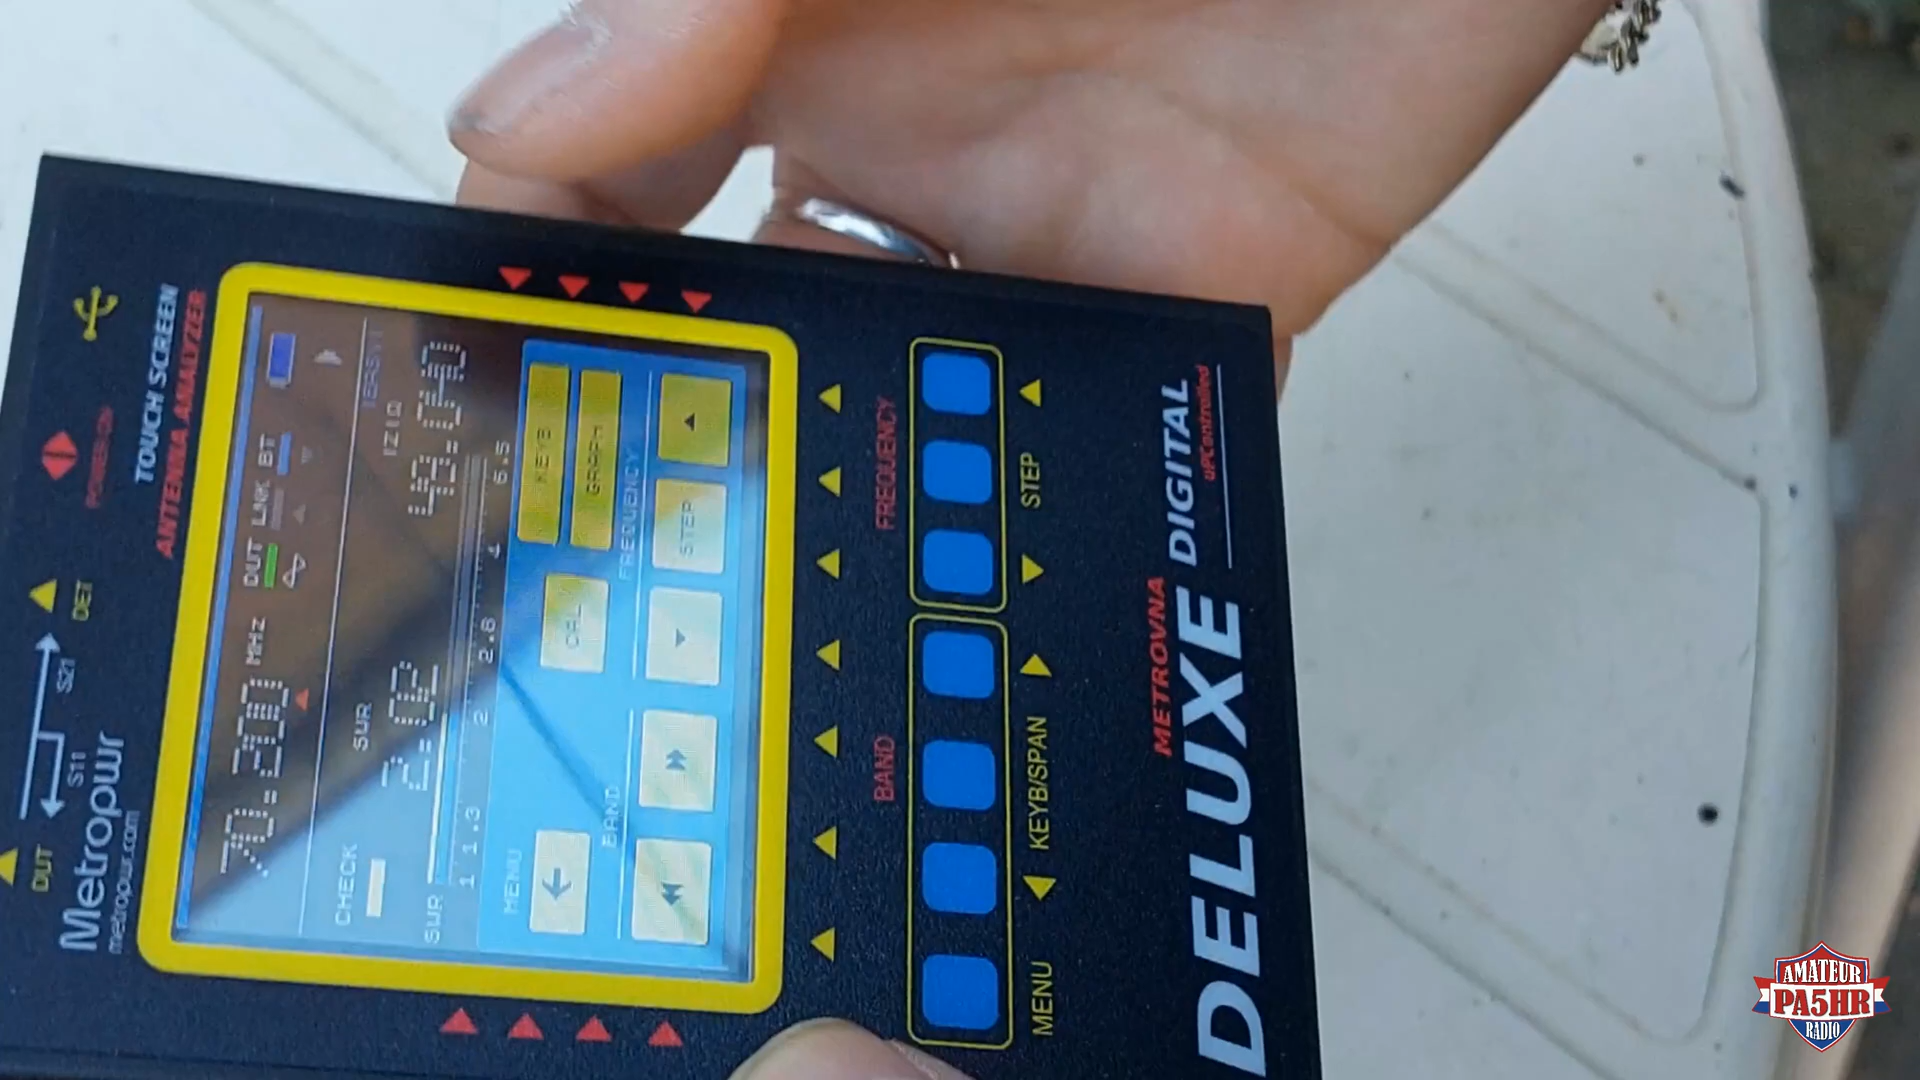 DUT
S11
S21
DET
POWER-ON
Metropwr
metropwr.com
TOUCH SCREEN
ANTENNA ANALYZER
70.200 MHz
DUT LNK BT
CHECK
SWR
|Z|Ω
2.02
SWR
1 1.3 2 2.8 4 6.5
MENU
CAL
KEYB
GRAPH
BAND
FREQUENCY
STEP
BAND
FREQUENCY
MENU
KEYB/SPAN
STEP
METROVNA
DELUXE DIGITAL
uPControlled
AMATEUR
PA5HR
RADIO